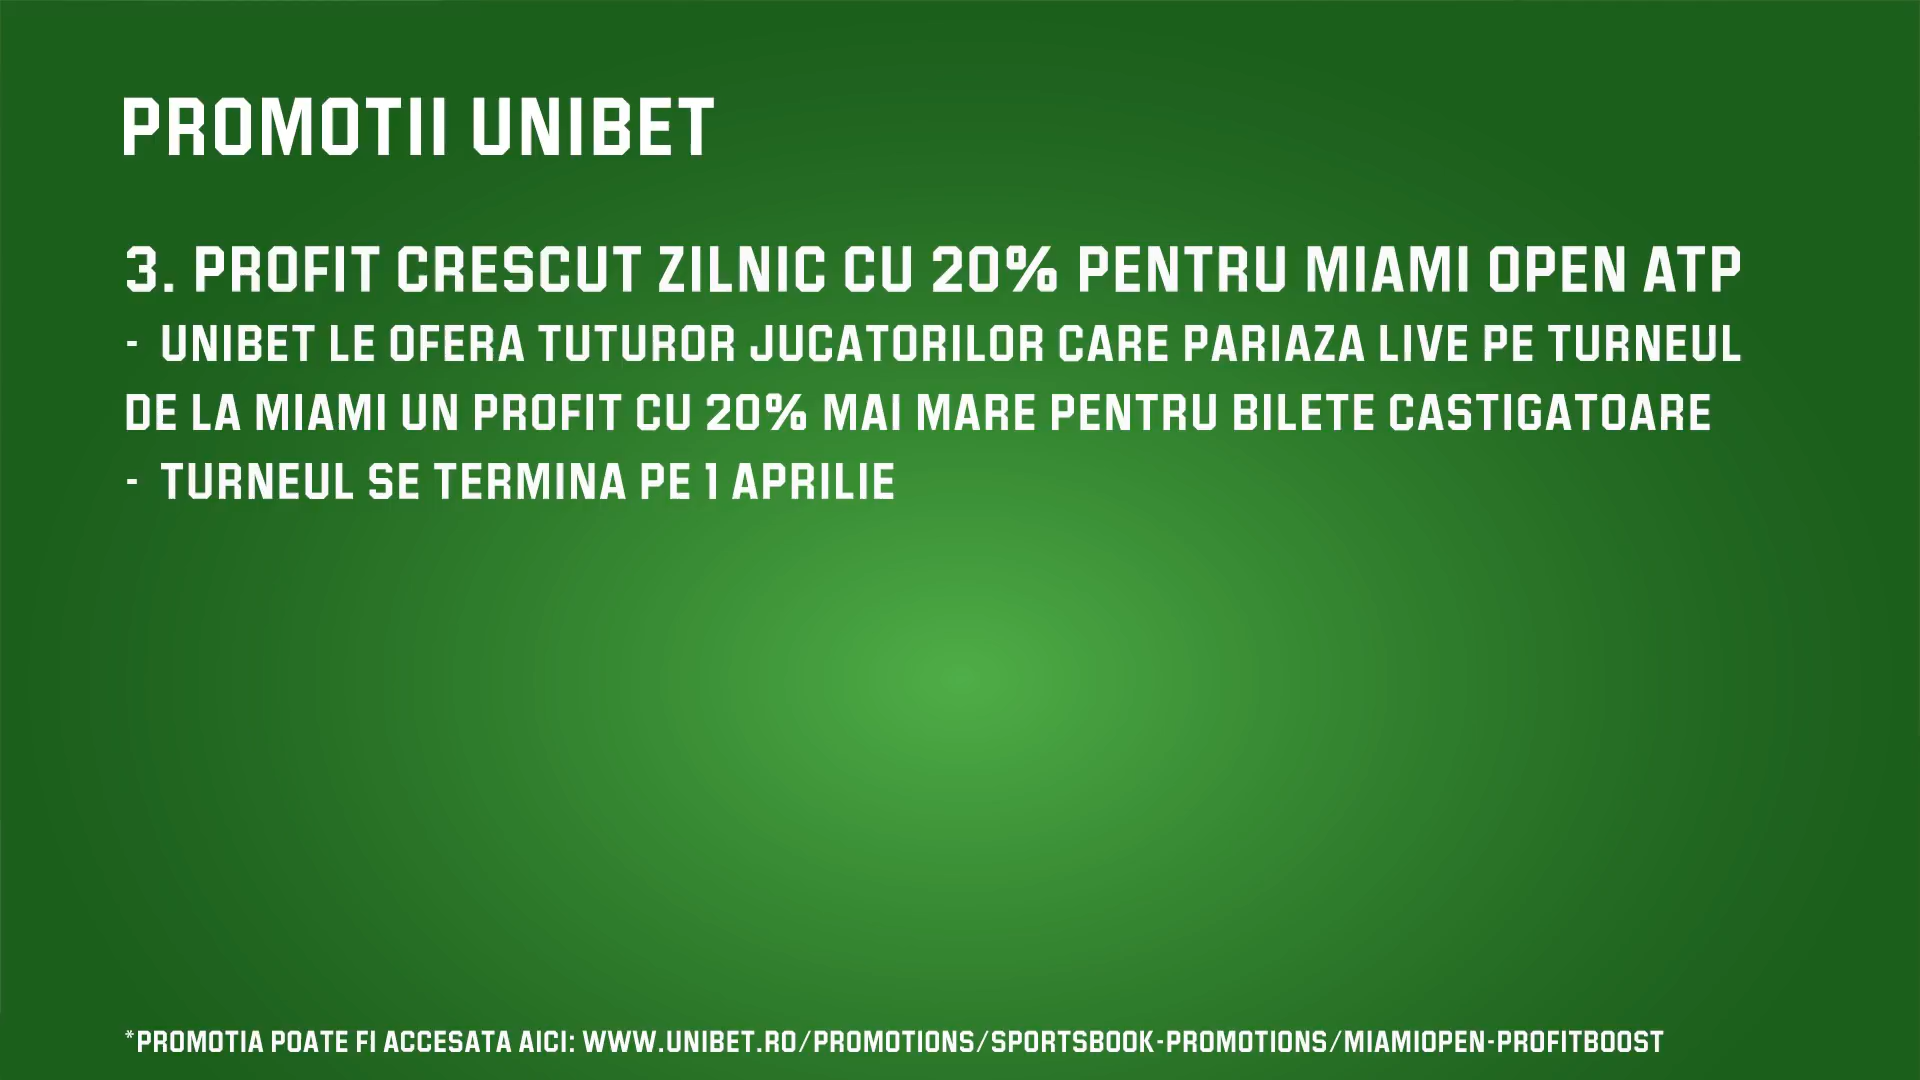 PROMOTII UNIBET
3. PROFIT CRESCUT ZILNIC CU 20% PENTRU MIAMI OPEN ATP
- UNIBET LE OFERA TUTUROR JUCATORILOR CARE PARIAZA LIVE PE TURNEUL
DE LA MIAMI UN PROFIT CU 20% MAI MARE PENTRU BILETE CASTIGATOARE
- TURNEUL SE TERMINA PE 1 APRILIE
*PROMOTIA POATE FI ACCESATA AICI: WWW.UNIBET.RO/PROMOTIONS/SPORTSBOOK-PROMOTIONS/MIAMIOPEN-PROFITBOOST